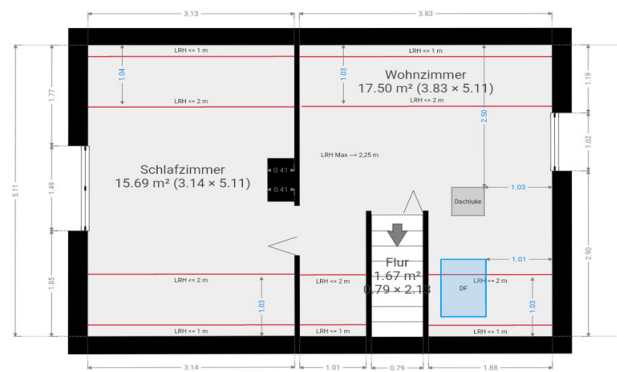 3.13
3.83
LRH <= 1 m
LRH <= 1 m
1.04
1.03
Wohnzimmer
17.50 m² (3.83 × 5.11)
1.19
1.77
LRH <= 2 m
LRH <= 2 m
2.50
1.02
LRH Max ~= 2,25 m
Schlafzimmer
15.69 m² (3.14 × 5.11)
0.41
0.41
5.11
1.49
1.03
Dachluke
2.90
1.01
Flur
1.67 m²
0.79 × 2.13
LRH <= 2 m
LRH <= 2 m
LRH <= 2 m
DF
1.85
1.03
1.03
LRH <= 1 m
LRH <= 1 m
LRH <= 1 m
3.14
1.01
0.79
1.88